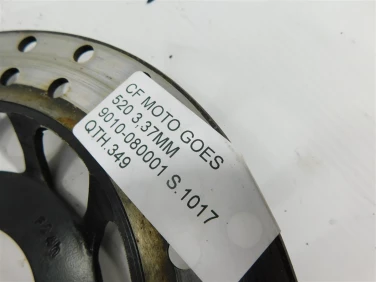 CF MOTO GOES
520 3,37MM
9010-080001 S.1017
QTH.349